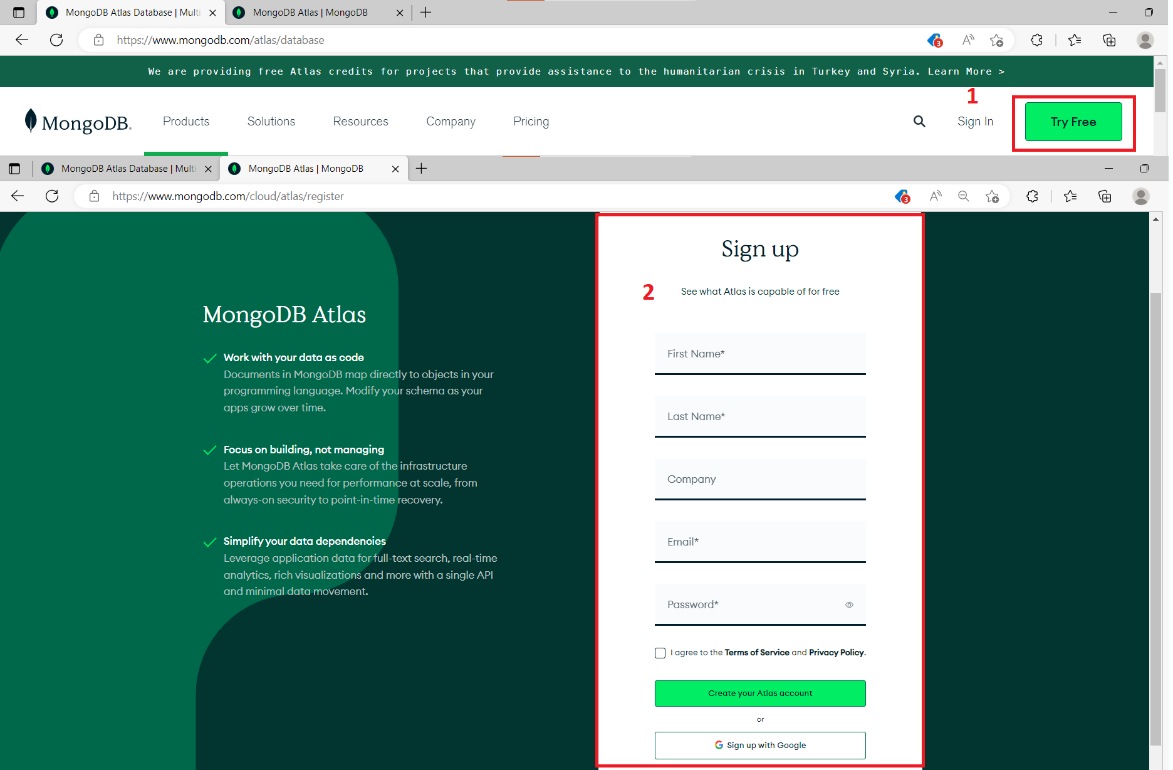 MongoDB Atlas Database | Multi
MongoDB Atlas | MongoDB
https://www.mongodb.com/atlas/database
3
We are providing free Atlas credits for projects that provide assistance to the humanitarian crisis in Turkey and Syria. Learn More >
1
MongoDB.
Products
Solutions
Resources
Company
Pricing
Sign In
Try Free
MongoDB Atlas Database | Multi
MongoDB Atlas | MongoDB
https://www.mongodb.com/cloud/atlas/register
3
MongoDB Atlas
Work with your data as code
Documents in MongoDB map directly to objects in your
programming language. Modify your schema as your
apps grow over time.
Focus on building, not managing
Let MongoDB Atlas take care of the infrastructure
operations you need for performance at scale, from
always-on security to point-in-time recovery.
Simplify your data dependencies
Leverage application data for full-text search, real-time
analytics, rich visualizations and more with a single API
and minimal data movement.
Sign up
2
See what Atlas is capable of for free
First Name*
Last Name*
Company
Email*
Password*
I agree to the Terms of Service and Privacy Policy.
Create your Atlas account
or
Sign up with Google